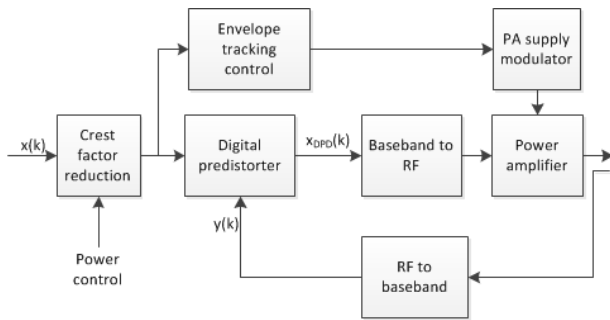 Envelope
tracking
control
PA supply
modulator
x(k)
Crest
factor
reduction
Digital
predistorter
xDPD(k)
Baseband to
RF
Power
amplifier
y(k)
Power
control
RF to
baseband